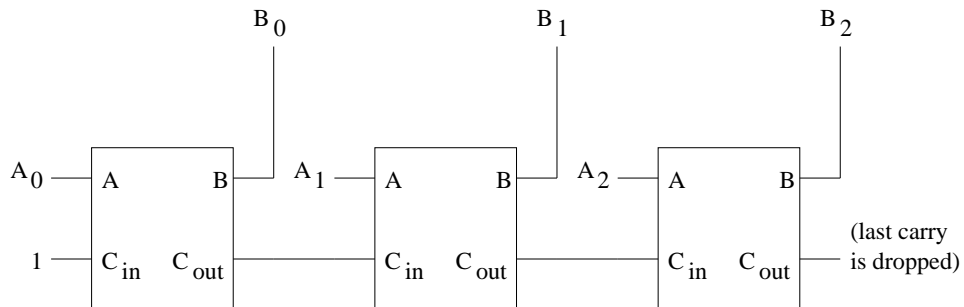 B0 B1 B2
A0 A B A1 A B A2 A B
(last carry
1 Cin Cout Cin Cout Cin Cout is dropped)